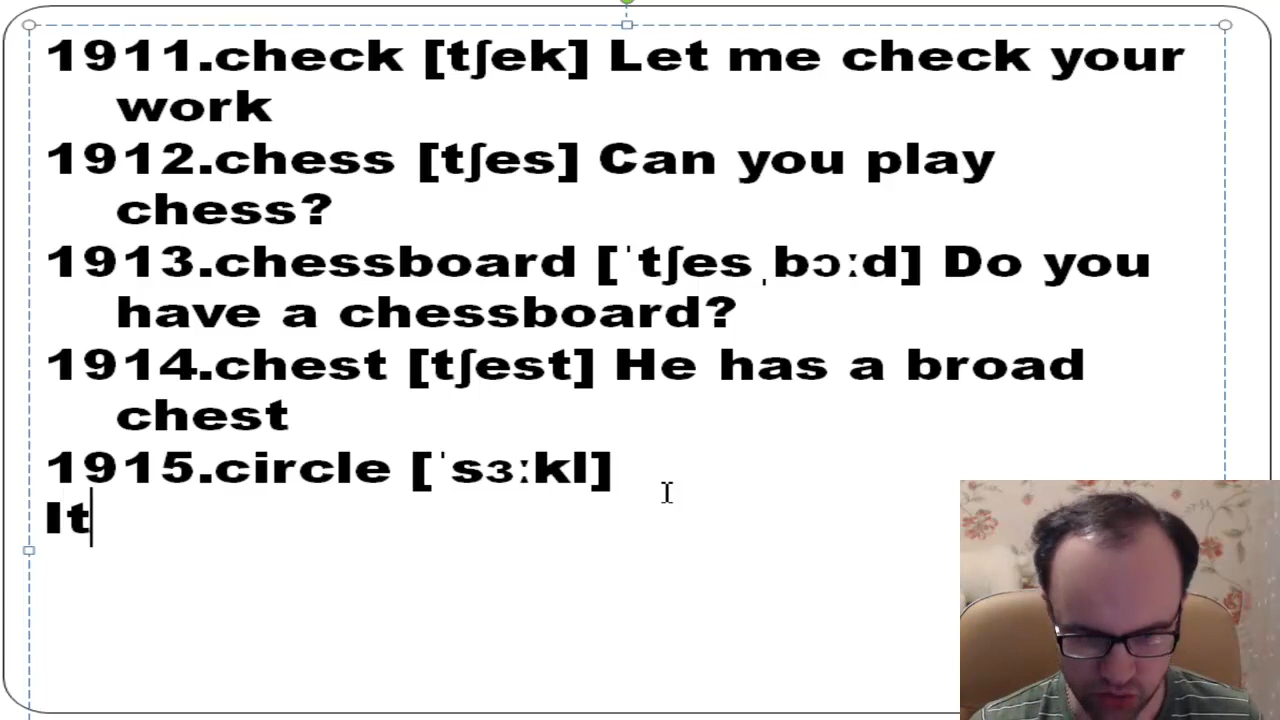 1911.check [tʃek] Let me check your
work
1912.chess [tʃes] Can you play
chess?
1913.chessboard [ˈtʃesˌbɔːd] Do you
have a chessboard?
1914.chest [tʃest] He has a broad
chest
1915.circle [ˈsɜːkl]
It